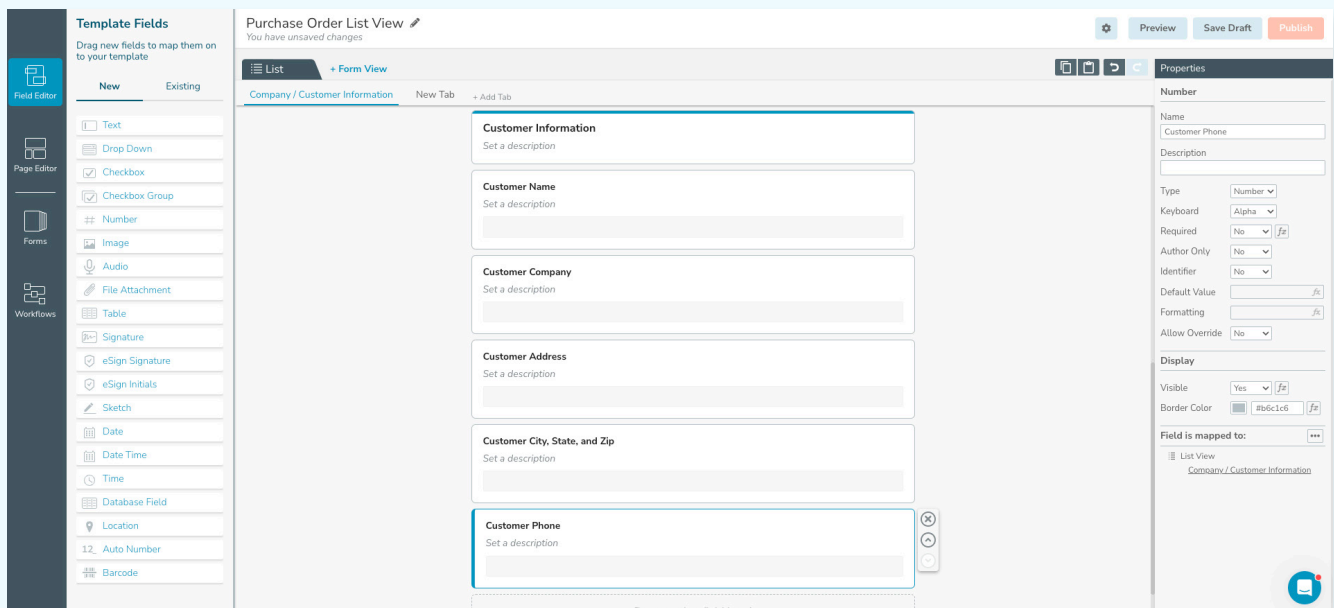 Template Fields
Drag new fields to map them on
to your template
New
Existing
Text
Drop Down
Checkbox
Checkbox Group
Number
Image
Audio
File Attachment
Table
Signature
eSign Signature
eSign Initials
Sketch
Date
Date Time
Time
Database Field
Location
12_ Auto Number
Barcode
Field Editor
Page Editor
Forms
Workflows
Purchase Order List View
You have unsaved changes
Preview
Save Draft
Publish
List
+ Form View
Company / Customer Information
New Tab
+ Add Tab
Customer Information
Set a description
Customer Name
Set a description
Customer Company
Set a description
Customer Address
Set a description
Customer City, State, and Zip
Set a description
Customer Phone
Set a description
Properties
Number
Name
Customer Phone
Description
Type Number
Keyboard Alpha
Required No fx
Author Only No
Identifier No
Default Value fx
Formatting fx
Allow Override No
Display
Visible Yes fx
Border Color #b6c1c6 fx
Field is mapped to:
List View
Company / Customer Information